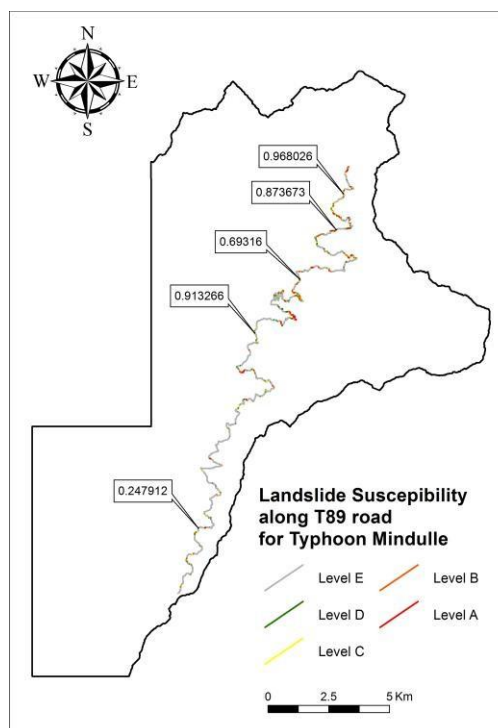 N
W E
S
0.968026
0.873673
0.69316
0.913266
0.247912
Landslide Suscepibility
along T89 road
for Typhoon Mindulle
Level E
Level B
Level D
Level A
Level C
0 2.5 5 Km